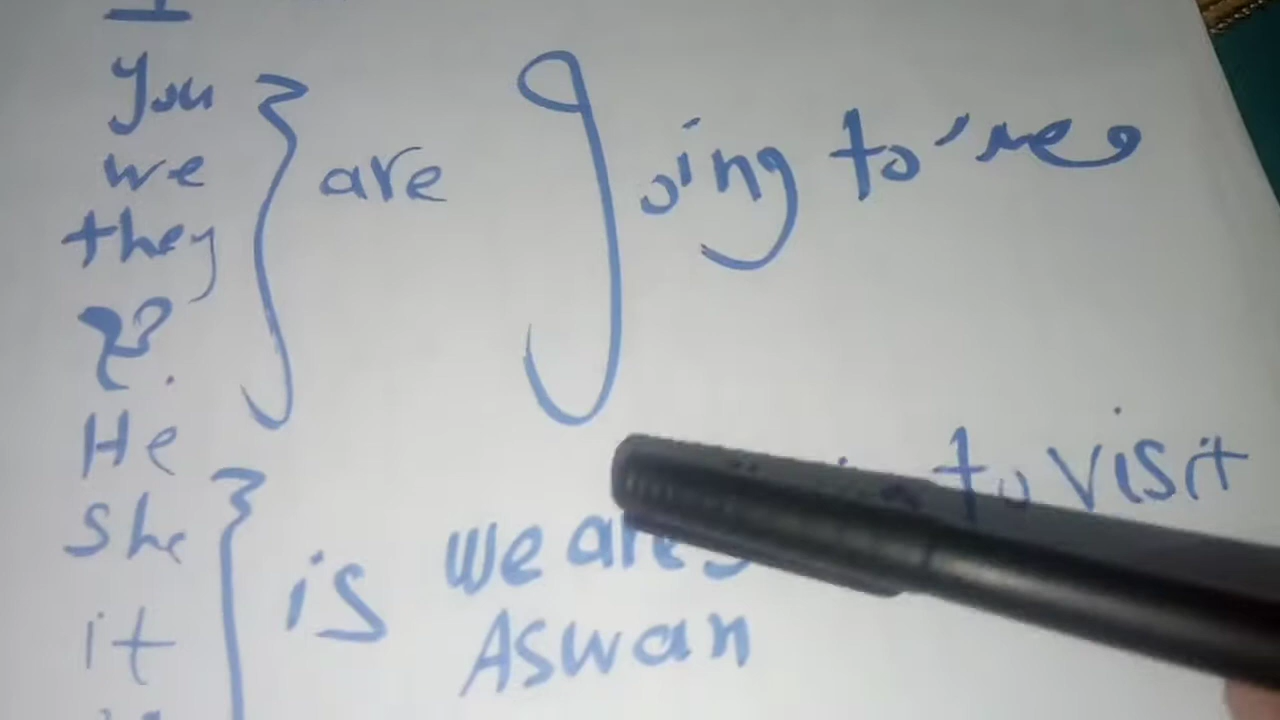 I
You
we
they
are going to
He
She
it
is
We are to visit
Aswan